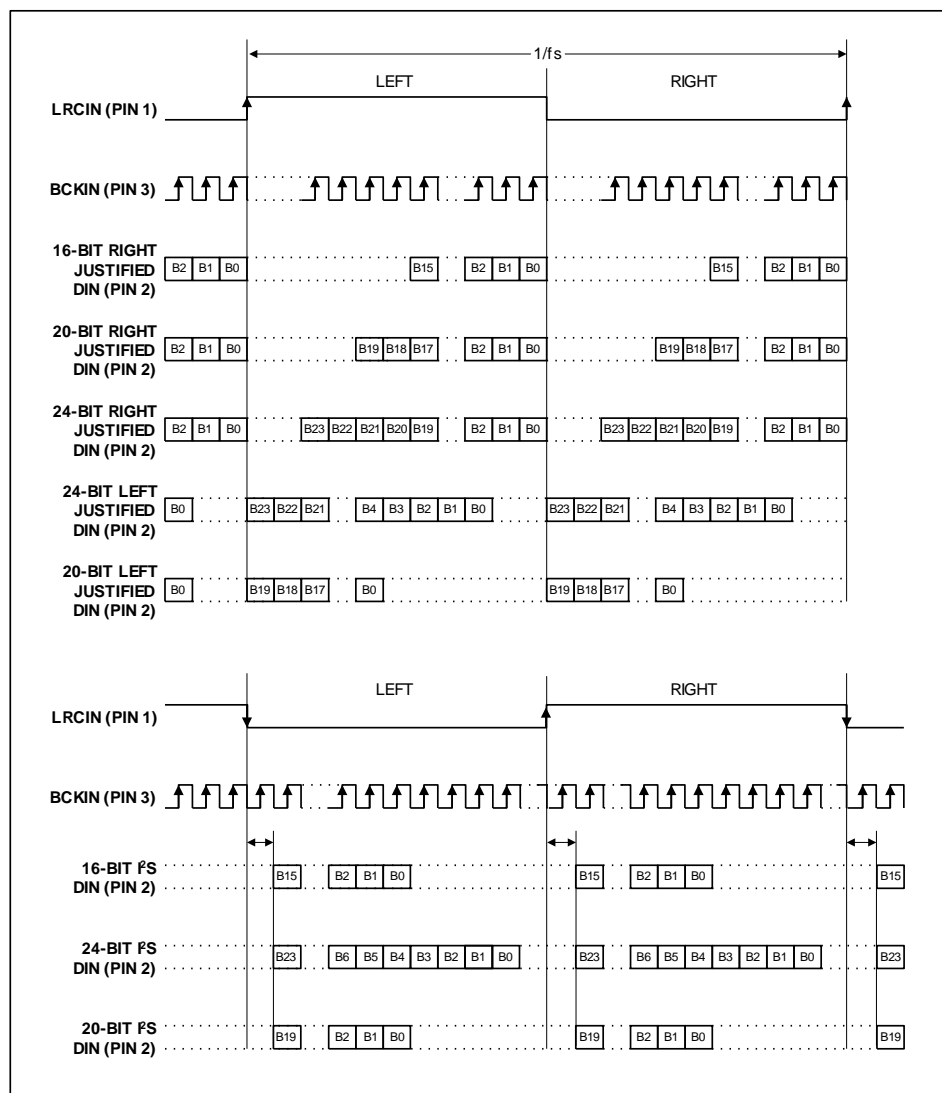 1/fs
LEFT RIGHT
LRCIN (PIN 1)
BCKIN (PIN 3)
16-BIT RIGHT
JUSTIFIED
DIN (PIN 2)
B2 B1 B0 B15 B2 B1 B0 B15 B2 B1 B0
20-BIT RIGHT
JUSTIFIED
DIN (PIN 2)
B2 B1 B0 B19 B18 B17 B2 B1 B0 B19 B18 B17 B2 B1 B0
24-BIT RIGHT
JUSTIFIED
DIN (PIN 2)
B2 B1 B0 B23 B22 B21 B20 B19 B2 B1 B0 B23 B22 B21 B20 B19 B2 B1 B0
24-BIT LEFT
JUSTIFIED
DIN (PIN 2)
B0 B23 B22 B21 B4 B3 B2 B1 B0 B23 B22 B21 B4 B3 B2 B1 B0
20-BIT LEFT
JUSTIFIED
DIN (PIN 2)
B0 B19 B18 B17 B0 B19 B18 B17 B0
LEFT RIGHT
LRCIN (PIN 1)
BCKIN (PIN 3)
16-BIT I²S
DIN (PIN 2)
B15 B2 B1 B0 B15 B2 B1 B0 B15
24-BIT I²S
DIN (PIN 2)
B23 B6 B5 B4 B3 B2 B1 B0 B23 B6 B5 B4 B3 B2 B1 B0 B23
20-BIT I²S
DIN (PIN 2)
B19 B2 B1 B0 B19 B2 B1 B0 B19